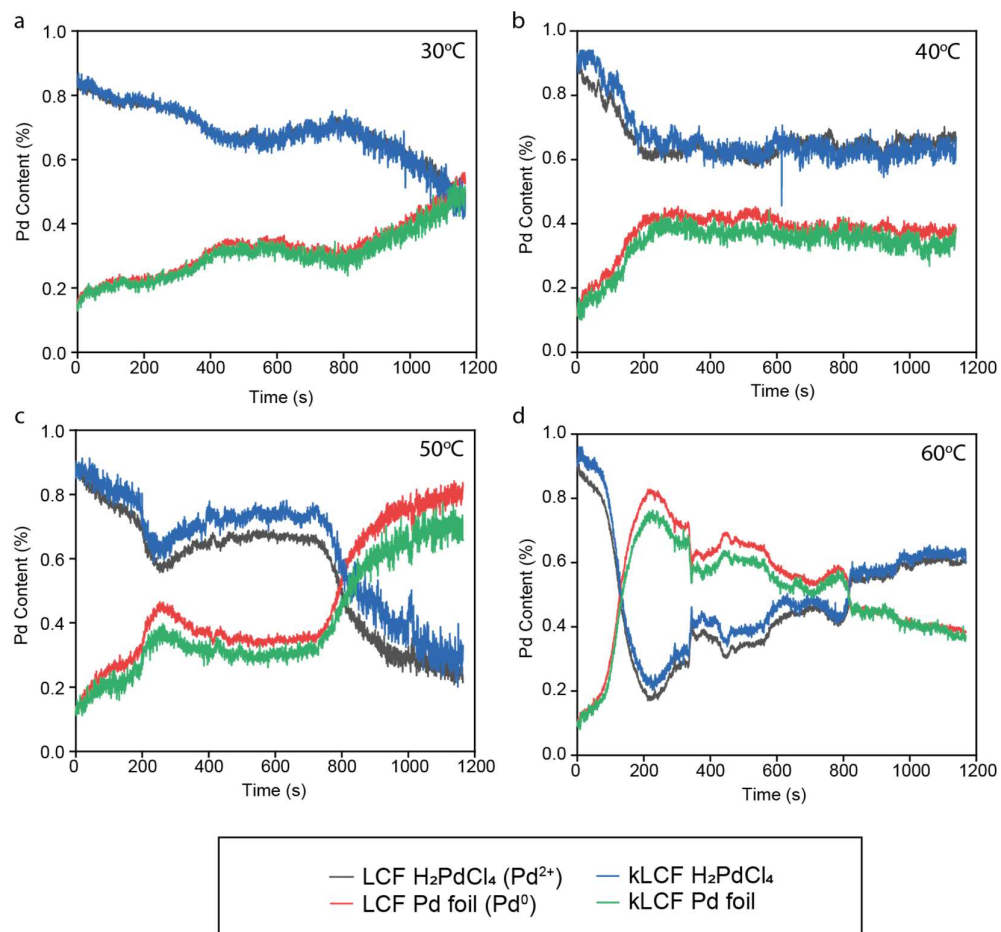 a
30°C
Pd Content (%)
1.0
0.8
0.6
0.4
0.2
0.0
0 200 400 600 800 1000 1200
Time (s)
b
40°C
Pd Content (%)
1.0
0.8
0.6
0.4
0.2
0.0
0 200 400 600 800 1000 1200
Time (s)
c
50°C
Pd Content (%)
1.0
0.8
0.6
0.4
0.2
0.0
0 200 400 600 800 1000 1200
Time (s)
d
60°C
Pd Content (%)
1.0
0.8
0.6
0.4
0.2
0.0
0 200 400 600 800 1000 1200
Time (s)
LCF H₂PdCl₄ (Pd²⁺)
LCF Pd foil (Pd⁰)
kLCF H₂PdCl₄
kLCF Pd foil